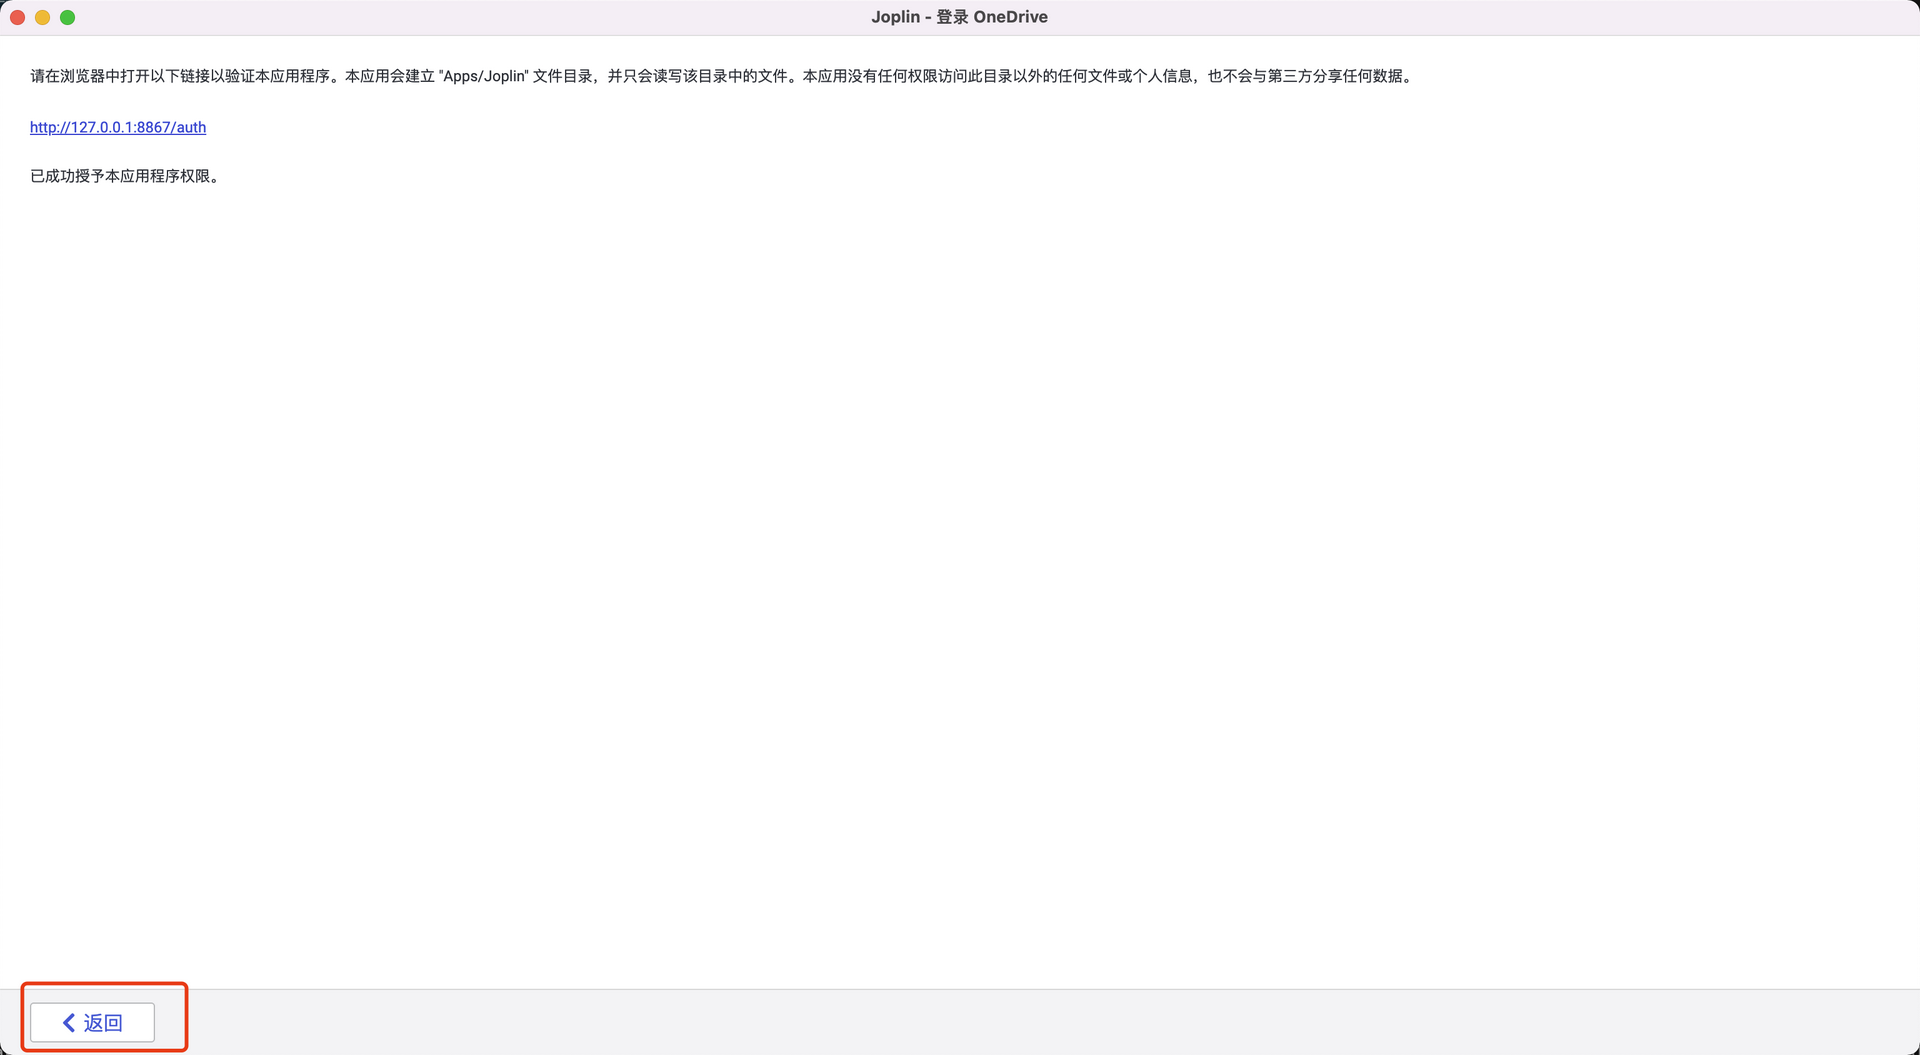 Joplin - 登录 OneDrive
请在浏览器中打开以下链接以验证本应用程序。本应用会建立 "Apps/Joplin" 文件目录，并只会读写该目录中的文件。本应用没有任何权限访问此目录以外的任何文件或个人信息，也不会与第三方分享任何数据。
http://127.0.0.1:8867/auth
已成功授予本应用程序权限。
返回